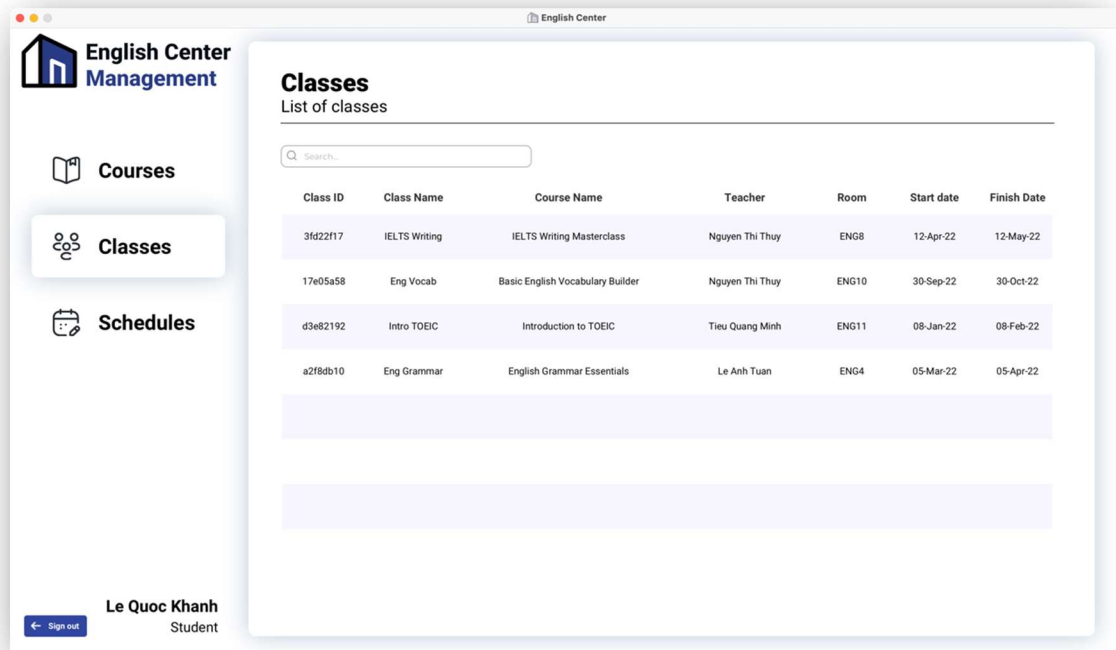 English Center
English Center
Management
Courses
Classes
Schedules
Le Quoc Khanh
Student
Sign out
Classes
List of classes
Search...
Class ID Class Name Course Name Teacher Room Start date Finish Date
3fd22f17 IELTS Writing IELTS Writing Masterclass Nguyen Thi Thuy ENG8 12-Apr-22 12-May-22
17e05a58 Eng Vocab Basic English Vocabulary Builder Nguyen Thi Thuy ENG10 30-Sep-22 30-Oct-22
d3e82192 Intro TOEIC Introduction to TOEIC Tieu Quang Minh ENG11 08-Jan-22 08-Feb-22
a2f8db10 Eng Grammar English Grammar Essentials Le Anh Tuan ENG4 05-Mar-22 05-Apr-22